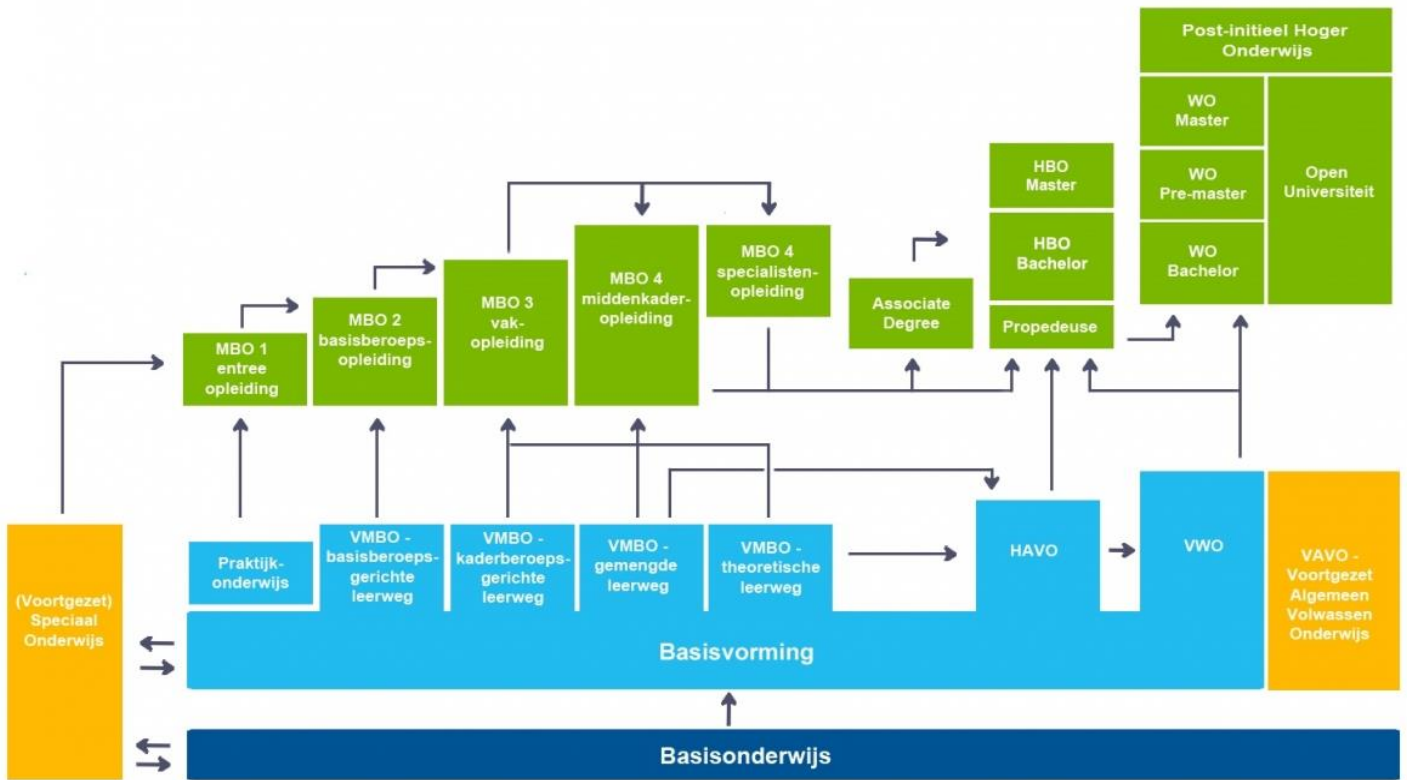 Post-initieel Hoger
Onderwijs
WO
Master
WO
Pre-master
WO
Bachelor
Open
Universiteit
HBO
Master
HBO
Bachelor
Propedeuse
Associate
Degree
MBO 4
specialisten-
opleiding
MBO 4
middenkader-
opleiding
MBO 3
vak-
opleiding
MBO 2
basisberoeps-
opleiding
MBO 1
entree
opleiding
(Voortgezet)
Speciaal
Onderwijs
Praktijk-
onderwijs
VMBO -
basisberoeps-
gerichte
leerweg
VMBO -
kaderberoeps-
gerichte
leerweg
VMBO -
gemengde
leerweg
VMBO -
theoretische
leerweg
HAVO
VWO
VAVO -
Voortgezet
Algemeen
Volwassen
Onderwijs
Basisvorming
Basisonderwijs